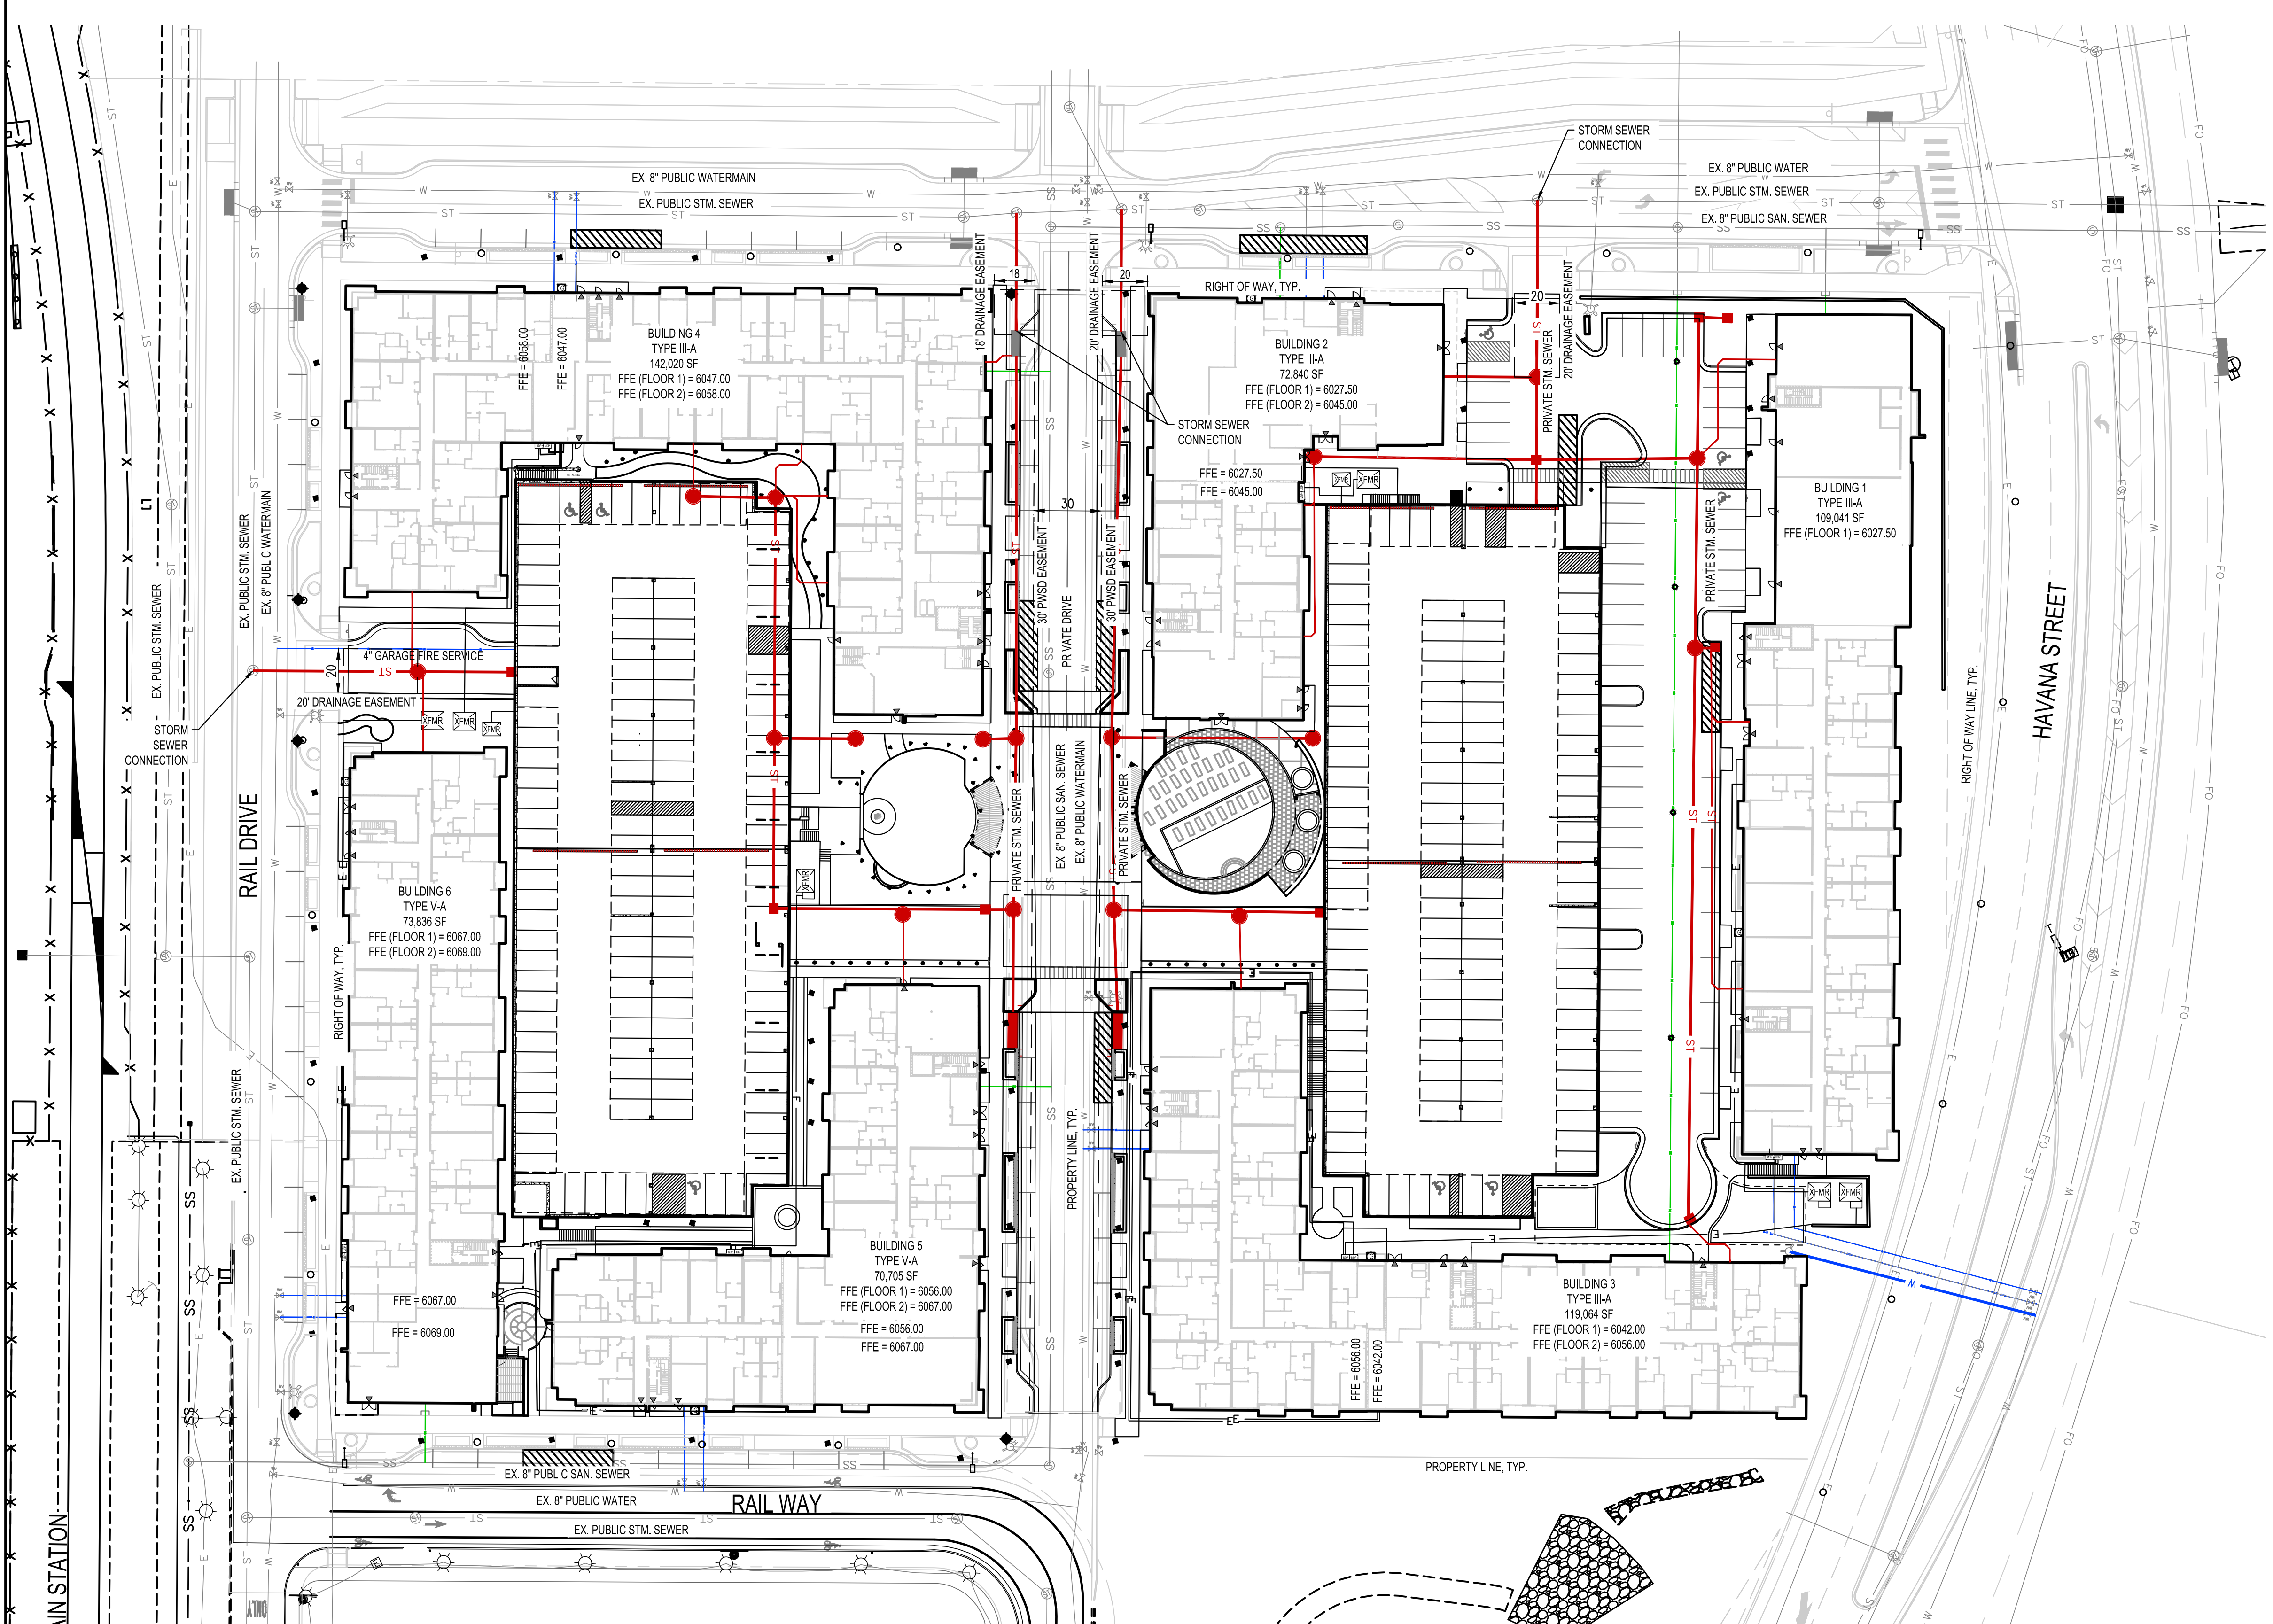 STORM SEWER
CONNECTION
EX. 8" PUBLIC WATERMAIN
EX. PUBLIC STM. SEWER
EX. 8" PUBLIC WATER
EX. PUBLIC STM. SEWER
EX. 8" PUBLIC SAN. SEWER
18' DRAINAGE EASEMENT
18
20' DRAINAGE EASEMENT
20
RIGHT OF WAY, TYP.
20
20' DRAINAGE EASEMENT
PRIVATE STM. SEWER
BUILDING 4
TYPE III-A
142,020 SF
FFE (FLOOR 1) = 6047.00
FFE (FLOOR 2) = 6058.00
FFE = 6058.00
FFE = 6047.00
BUILDING 2
TYPE III-A
72,840 SF
FFE (FLOOR 1) = 6027.50
FFE (FLOOR 2) = 6045.00
FFE = 6027.50
FFE = 6045.00
STORM SEWER
CONNECTION
XFMR
XFMR
BUILDING 1
TYPE III-A
109,041 SF
FFE (FLOOR 1) = 6027.50
PRIVATE STM. SEWER
30
30' PWSD EASEMENT
PRIVATE DRIVE
30' PWSD EASEMENT
EX. PUBLIC STM. SEWER
EX. PUBLIC STM. SEWER
EX. 8" PUBLIC WATERMAIN
4" GARAGE FIRE SERVICE
ST
20
20' DRAINAGE EASEMENT
XFMR
XFMR
XFMR
STORM
SEWER
CONNECTION
RAIL DRIVE
HAVANA STREET
RIGHT OF WAY LINE, TYP.
PRIVATE STM. SEWER
EX. 8" PUBLIC SAN. SEWER
EX. 8" PUBLIC WATERMAIN
PRIVATE STM. SEWER
XFMR
BUILDING 6
TYPE V-A
73,836 SF
FFE (FLOOR 1) = 6067.00
FFE (FLOOR 2) = 6069.00
RIGHT OF WAY, TYP.
EX. PUBLIC STM. SEWER
FFE = 6067.00
FFE = 6069.00
PROPERTY LINE, TYP.
BUILDING 5
TYPE V-A
70,705 SF
FFE (FLOOR 1) = 6056.00
FFE (FLOOR 2) = 6067.00
FFE = 6056.00
FFE = 6067.00
XFMR
XFMR
BUILDING 3
TYPE III-A
119,064 SF
FFE (FLOOR 1) = 6042.00
FFE (FLOOR 2) = 6056.00
FFE = 6056.00
FFE = 6042.00
PROPERTY LINE, TYP.
EX. 8" PUBLIC SAN. SEWER
EX. 8" PUBLIC WATER
RAIL WAY
EX. PUBLIC STM. SEWER
ONLY
AIN STATION